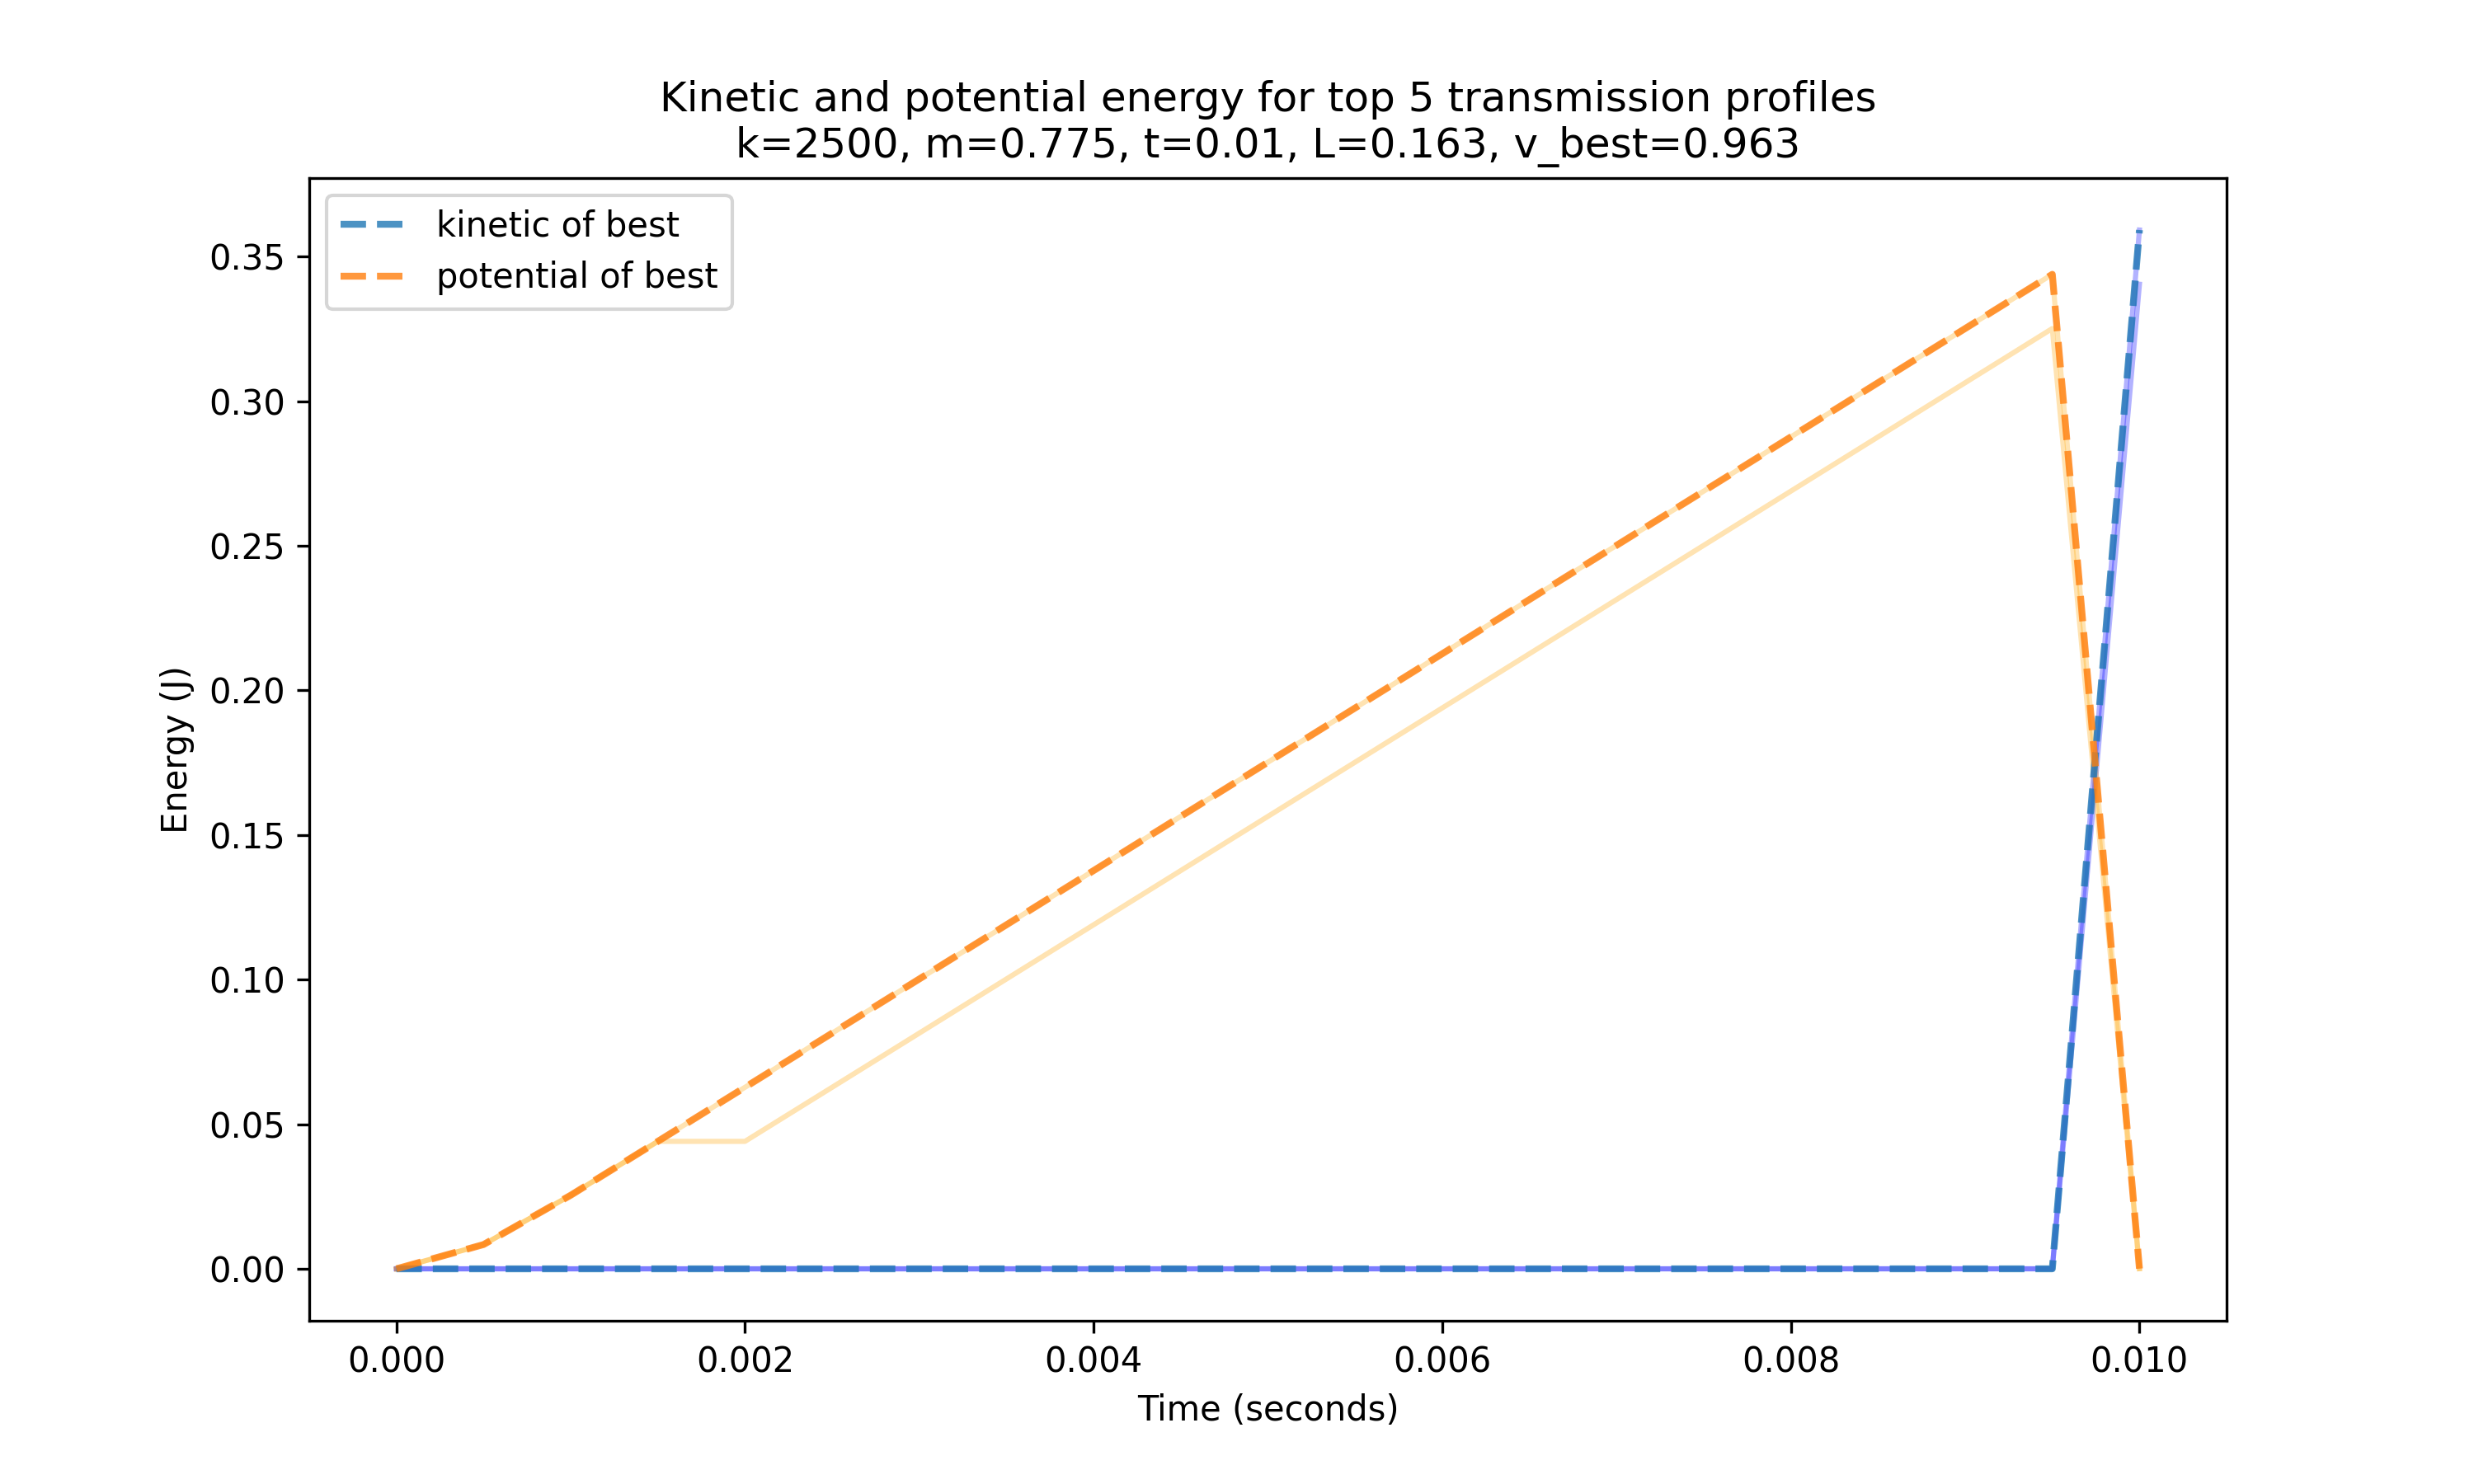 Kinetic and potential energy for top 5 transmission profiles
k=2500, m=0.775, t=0.01, L=0.163, v_best=0.963
kinetic of best
potential of best
0.35
0.30
0.25
0.20
0.15
0.10
0.05
0.00
Energy (J)
0.000 0.002 0.004 0.006 0.008 0.010
Time (seconds)